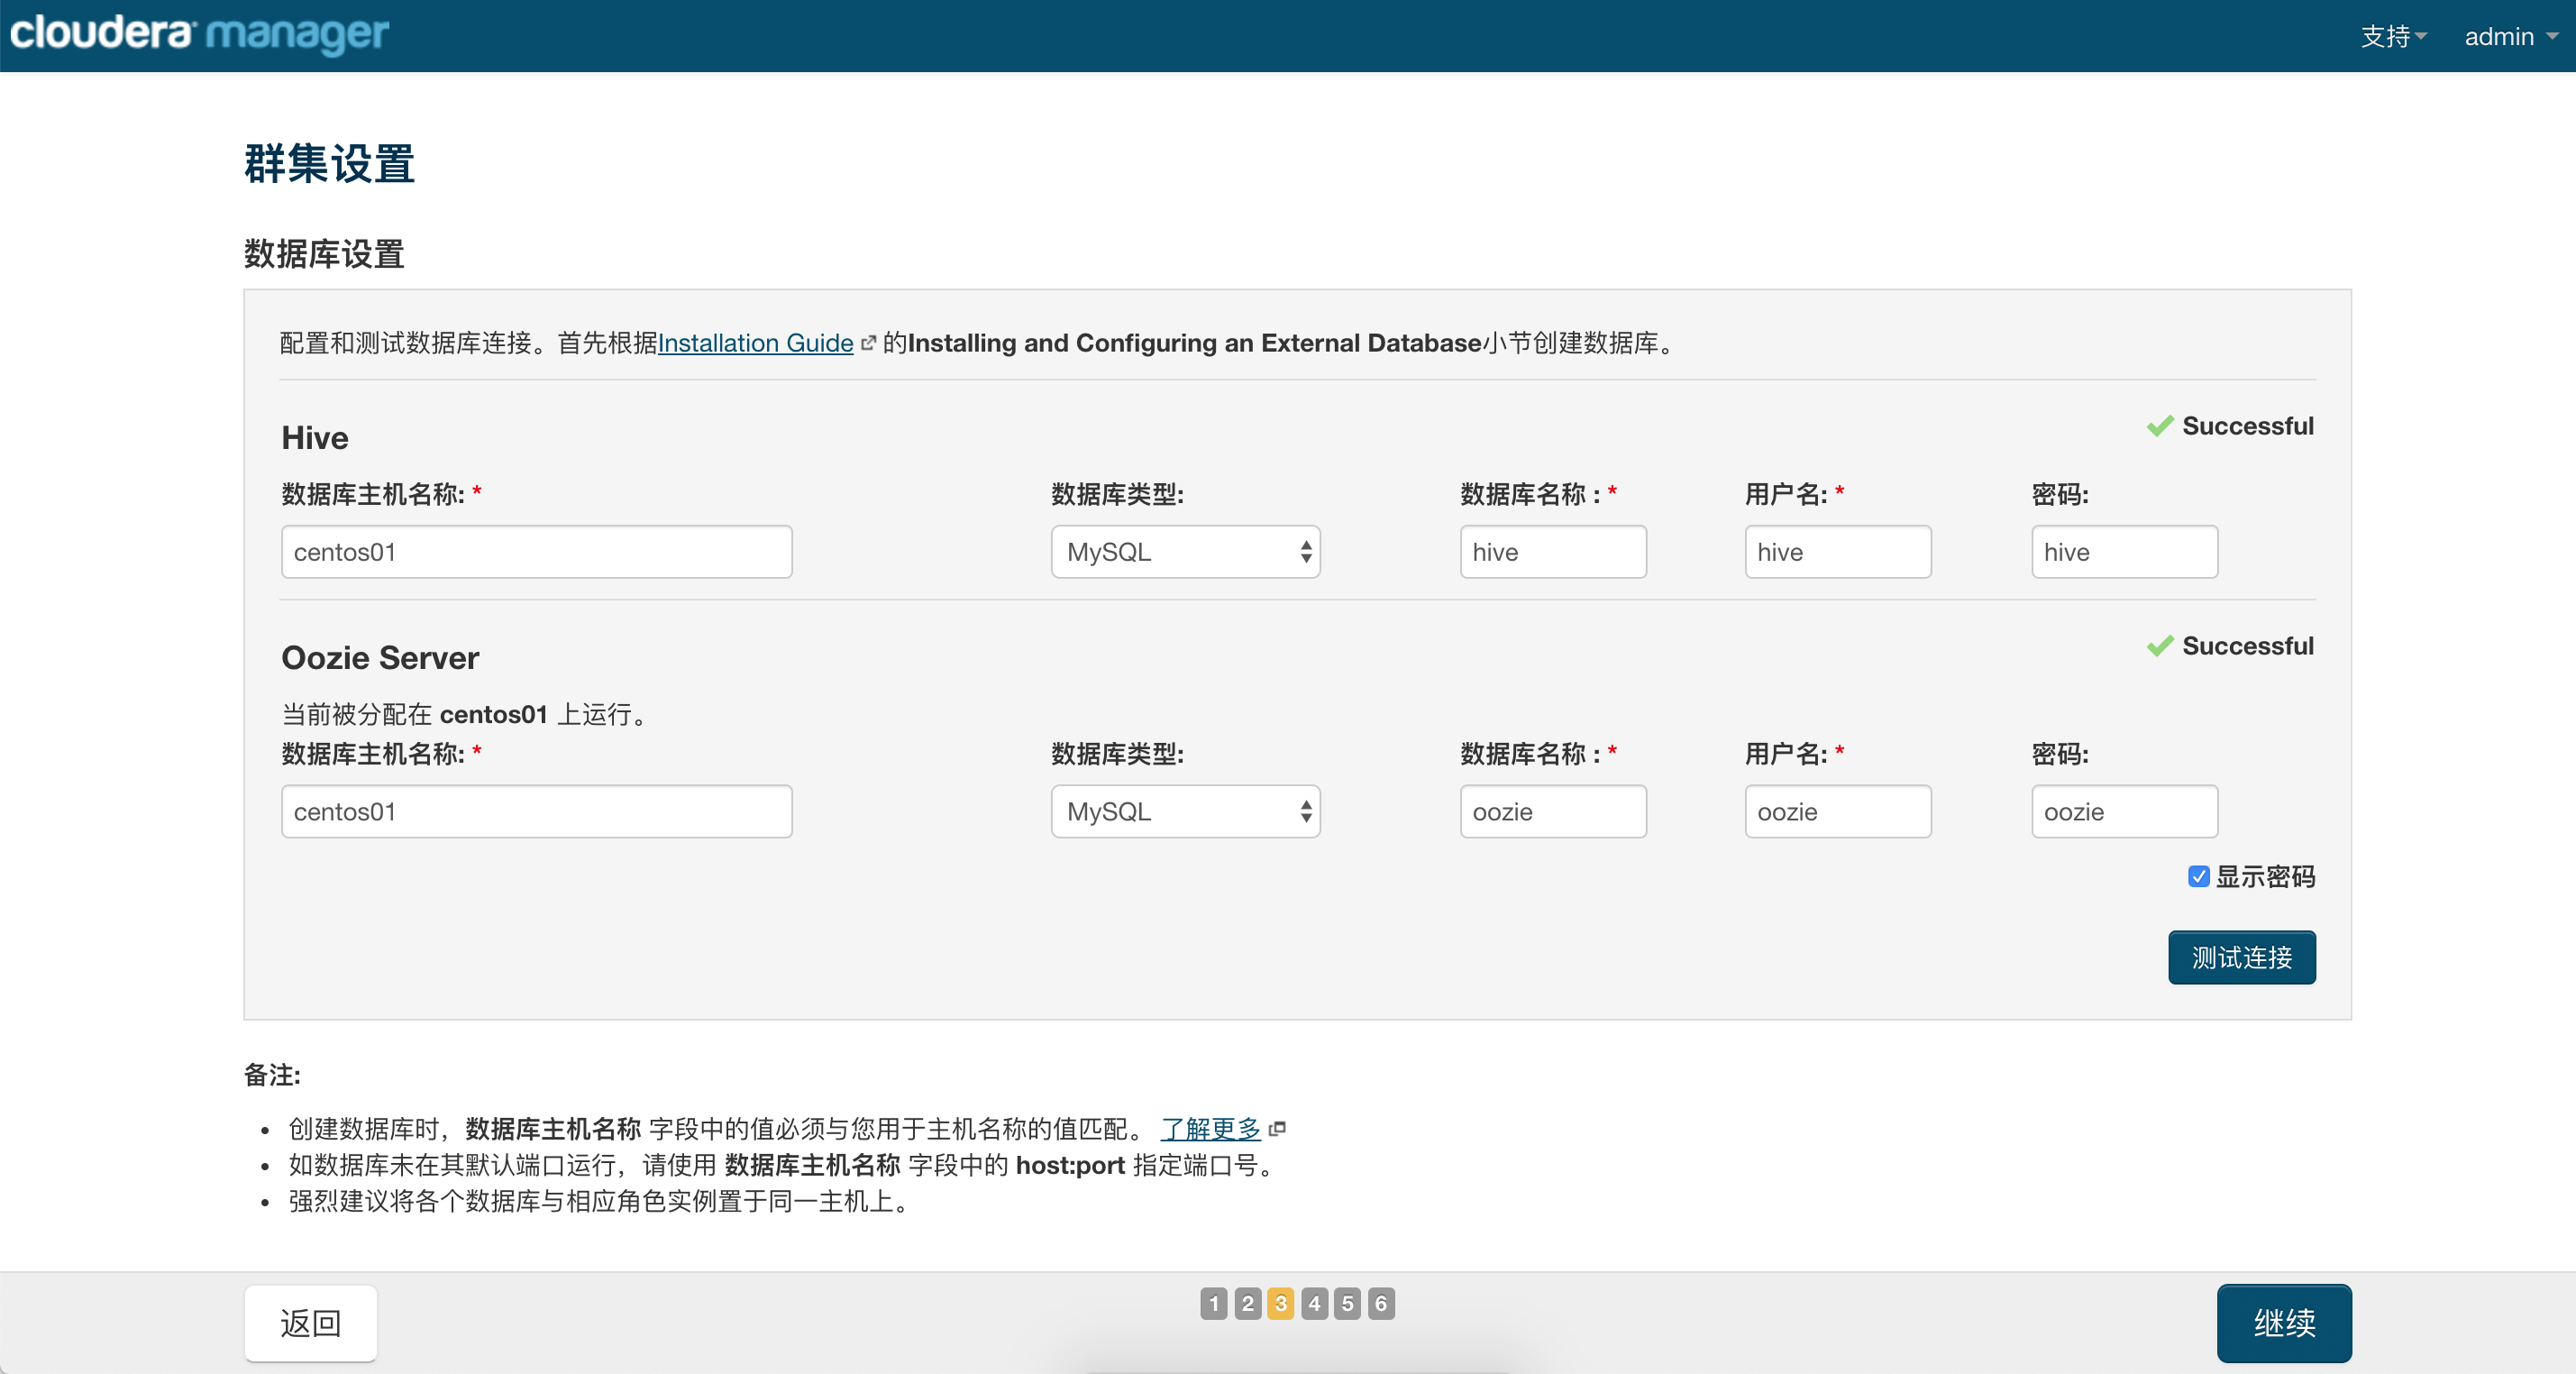 cloudera manager 支持 admin
群集设置
数据库设置
配置和测试数据库连接。首先根据Installation Guide 的Installing and Configuring an External Database小节创建数据库。
Hive Successful
数据库主机名称: * 数据库类型: 数据库名称 : * 用户名: * 密码:
centos01 MySQL hive hive hive
Oozie Server Successful
当前被分配在 centos01 上运行。
数据库主机名称: * 数据库类型: 数据库名称 : * 用户名: * 密码:
centos01 MySQL oozie oozie oozie
显示密码
测试连接
备注:
• 创建数据库时，数据库主机名称 字段中的值必须与您用于主机名称的值匹配。 了解更多
• 如数据库未在其默认端口运行，请使用 数据库主机名称 字段中的 host:port 指定端口号。
• 强烈建议将各个数据库与相应角色实例置于同一主机上。
返回 1 2 3 4 5 6 继续